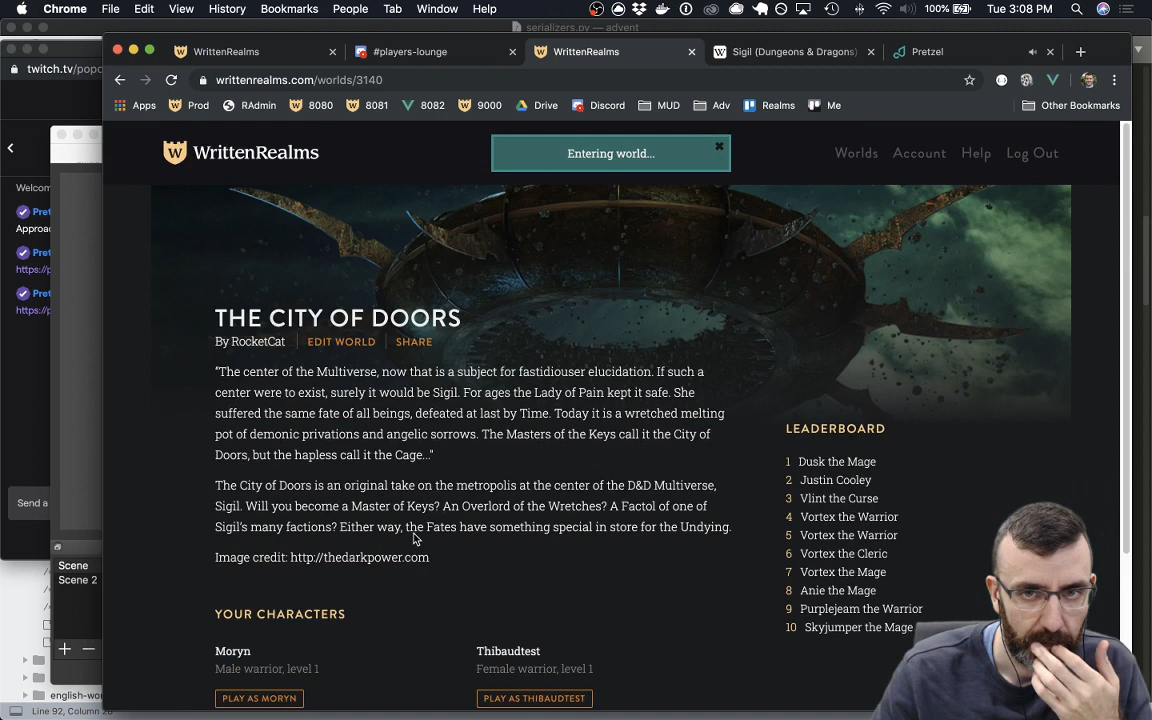 Chrome File Edit View History Bookmarks People Tab Window Help 100% Tue 3:08 PM
serializers.py — advent
twitch.tv/popc
WrittenRealms
#players-lounge
WrittenRealms
Sigil (Dungeons & Dragons)
Pretzel
writtenrealms.com/worlds/3140
Apps Prod RAdmin 8080 8081 8082 9000 Drive Discord MUD Adv Realms Me Other Bookmarks
WrittenRealms
Entering world...
Worlds Account Help Log Out
Welcom
Pret
Approa
Pret
https://p
Pret
https://p
Send a
Scene
Scene 2
english-wo
Line 92, Column 2
THE CITY OF DOORS
By RocketCat EDIT WORLD SHARE
"The center of the Multiverse, now that is a subject for fastidiouser elucidation. If such a
center were to exist, surely it would be Sigil. For ages the Lady of Pain kept it safe. She
suffered the same fate of all beings, defeated at last by Time. Today it is a wretched melting
pot of demonic privations and angelic sorrows. The Masters of the Keys call it the City of
Doors, but the hapless call it the Cage..."
The City of Doors is an original take on the metropolis at the center of the D&D Multiverse,
Sigil. Will you become a Master of Keys? An Overlord of the Wretches? A Factol of one of
Sigil's many factions? Either way, the Fates have something special in store for the Undying.
Image credit: http://thedarkpower.com
YOUR CHARACTERS
Moryn
Male warrior, level 1
PLAY AS MORYN
Thibaudtest
Female warrior, level 1
PLAY AS THIBAUDTEST
LEADERBOARD
1 Dusk the Mage
2 Justin Cooley
3 Vlint the Curse
4 Vortex the Warrior
5 Vortex the Warrior
6 Vortex the Cleric
7 Vortex the Mage
8 Anie the Mage
9 Purplejeam the Warrior
10 Skyjumper the Mage